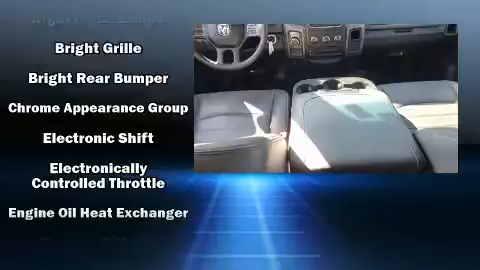 Bright Grille
Bright Rear Bumper
Chrome Appearance Group
Electronic Shift
Electronically
Controlled Throttle
Engine Oil Heat Exchanger